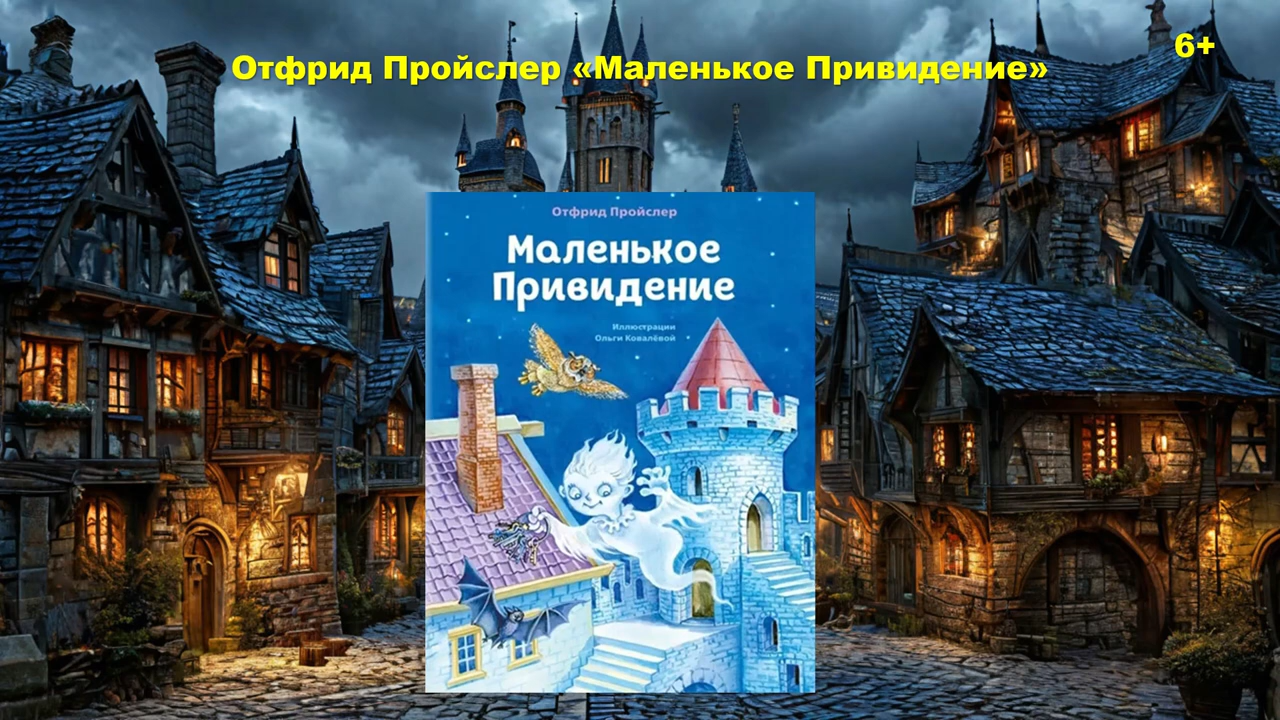 6+
Отфрид Пройслер «Маленькое Привидение»
Отфрид Пройслер
Маленькое
Привидение
Иллюстрации
Ольги Ковалёвой